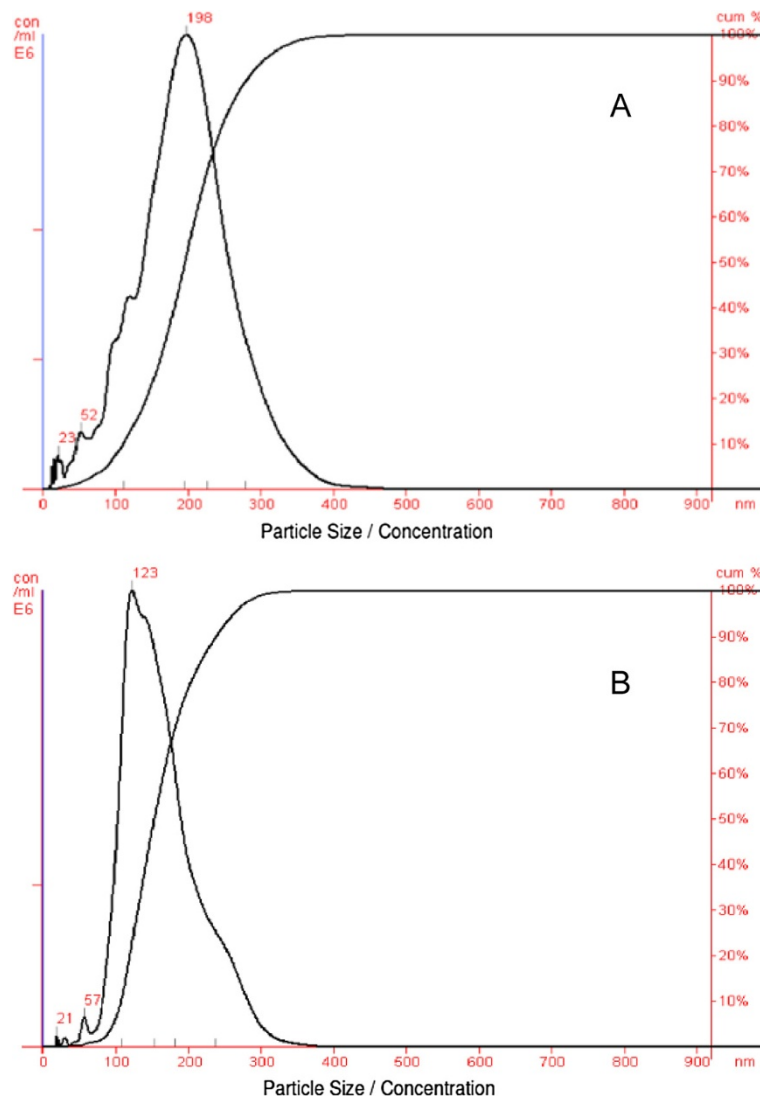 con
/ml
E6
198
cum %
100%
90%
A
80%
70%
60%
50%
40%
30%
52
20%
23
10%
0 100 200 300 400 500 600 700 800 900 nm
Particle Size / Concentration
con
/ml
E6
123
cum %
100%
90%
B
80%
70%
60%
50%
40%
30%
20%
57
10%
21
0 100 200 300 400 500 600 700 800 900 nm
Particle Size / Concentration